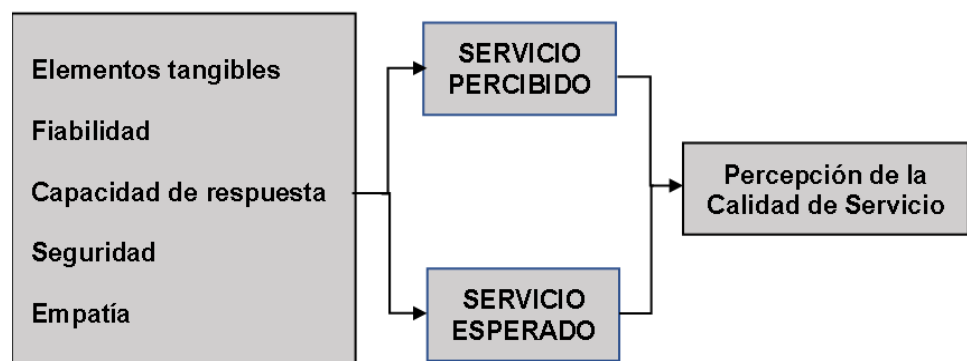 Elementos tangibles
Fiabilidad
Capacidad de respuesta
Seguridad
Empatía
SERVICIO
PERCIBIDO
SERVICIO
ESPERADO
Percepción de la
Calidad de Servicio